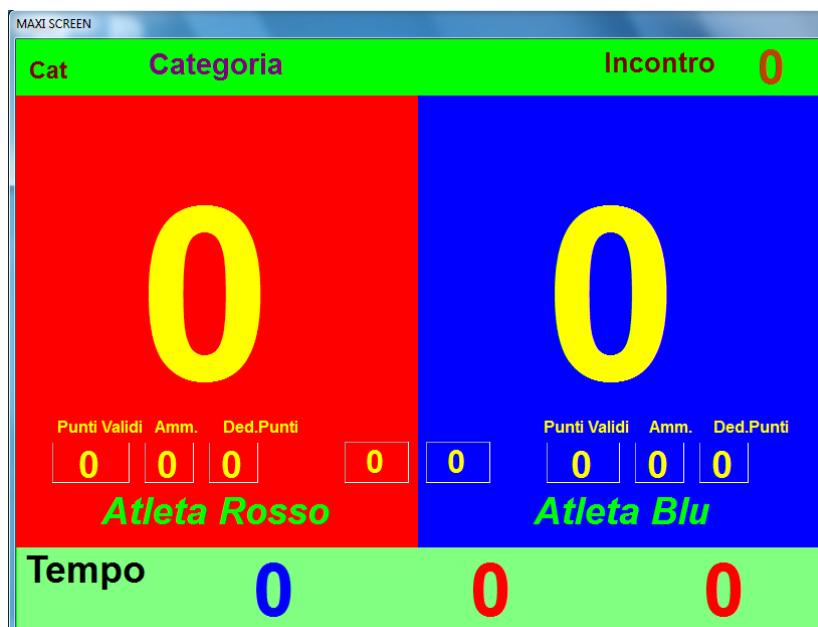 MAXI SCREEN
Cat Categoria Incontro 0
0 0
Punti Validi Amm. Ded.Punti Punti Validi Amm. Ded.Punti
0 0 0 0 0 0 0 0
Atleta Rosso Atleta Blu
Tempo 0 0 0